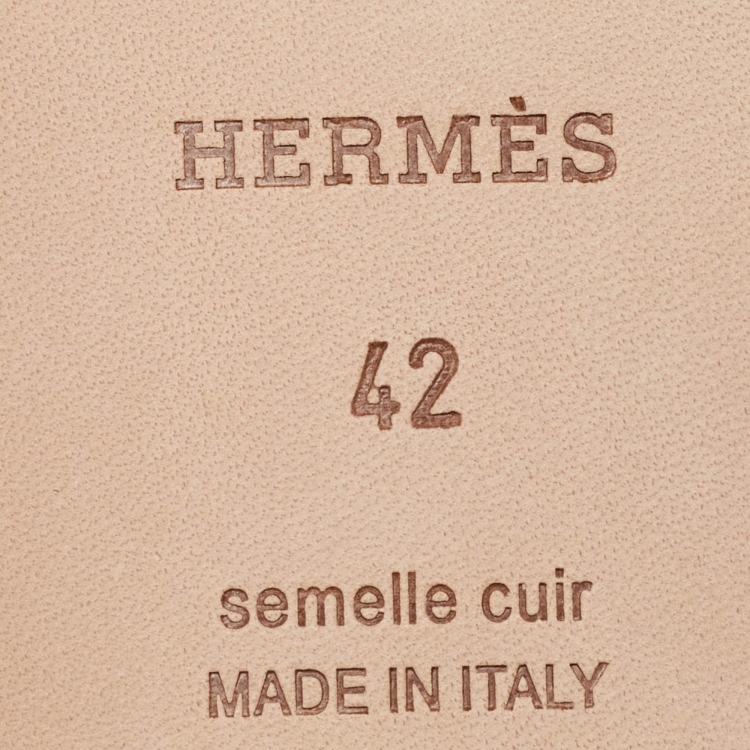 HERMÈS
42
semelle cuir
MADE IN ITALY